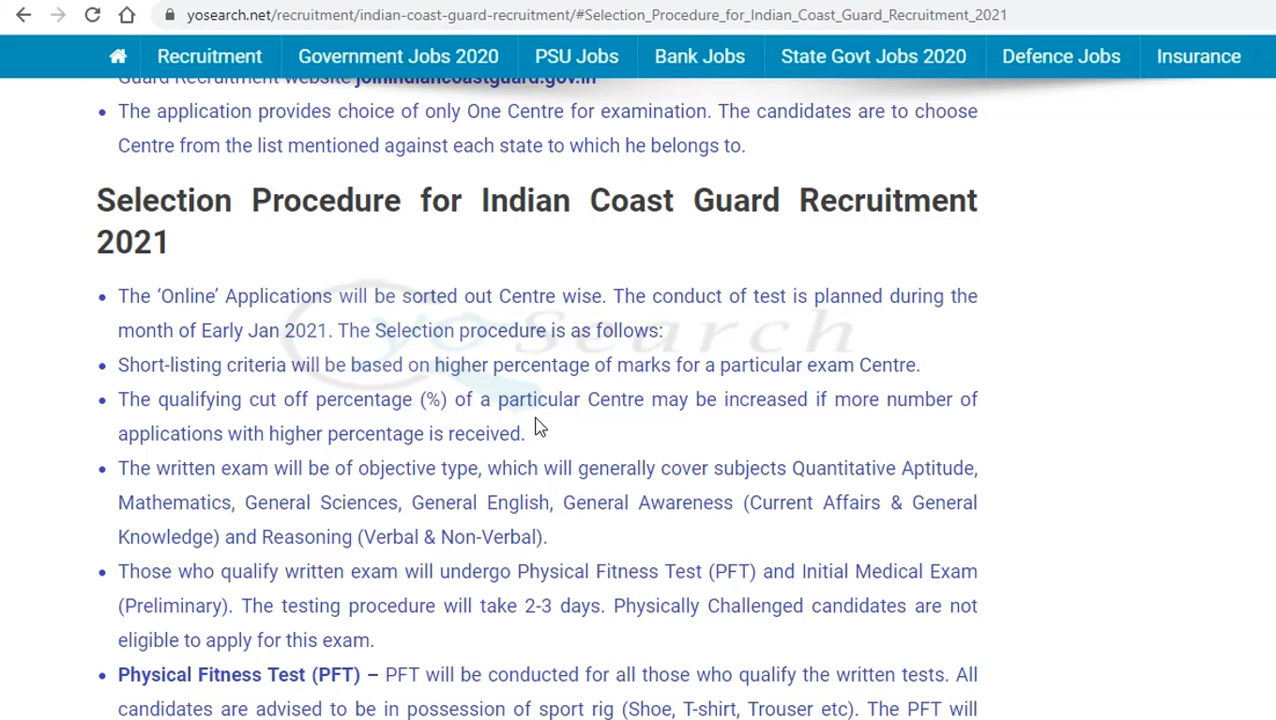 yosearch.net/recruitment/indian-coast-guard-recruitment/#Selection_Procedure_for_Indian_Coast_Guard_Recruitment_2021
Recruitment Government Jobs 2020 PSU Jobs Bank Jobs State Govt Jobs 2020 Defence Jobs Insurance
Guard Recruitment website joinindiancoastguard.gov.in
• The application provides choice of only One Centre for examination. The candidates are to choose
Centre from the list mentioned against each state to which he belongs to.
Selection Procedure for Indian Coast Guard Recruitment
2021
• The ‘Online’ Applications will be sorted out Centre wise. The conduct of test is planned during the
month of Early Jan 2021. The Selection procedure is as follows:
yoSearch
• Short-listing criteria will be based on higher percentage of marks for a particular exam Centre.
• The qualifying cut off percentage (%) of a particular Centre may be increased if more number of
applications with higher percentage is received.
• The written exam will be of objective type, which will generally cover subjects Quantitative Aptitude,
Mathematics, General Sciences, General English, General Awareness (Current Affairs & General
Knowledge) and Reasoning (Verbal & Non-Verbal).
• Those who qualify written exam will undergo Physical Fitness Test (PFT) and Initial Medical Exam
(Preliminary). The testing procedure will take 2-3 days. Physically Challenged candidates are not
eligible to apply for this exam.
• Physical Fitness Test (PFT) – PFT will be conducted for all those who qualify the written tests. All
candidates are advised to be in possession of sport rig (Shoe, T-shirt, Trouser etc). The PFT will